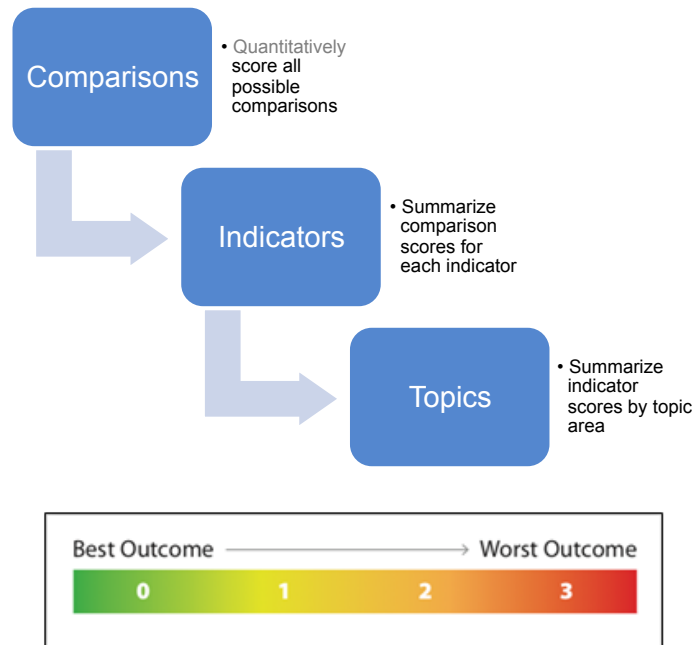 Comparisons
• Quantitatively
score all
possible
comparisons
Indicators
• Summarize
comparison
scores for
each indicator
Topics
• Summarize
indicator
scores by topic
area
Best Outcome Worst Outcome
0 1 2 3